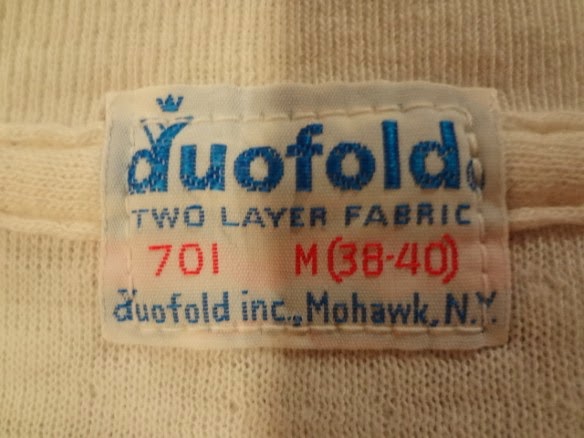 duofold
TWO LAYER FABRIC
701 M (38-40)
duofold inc., Mohawk, N.Y.